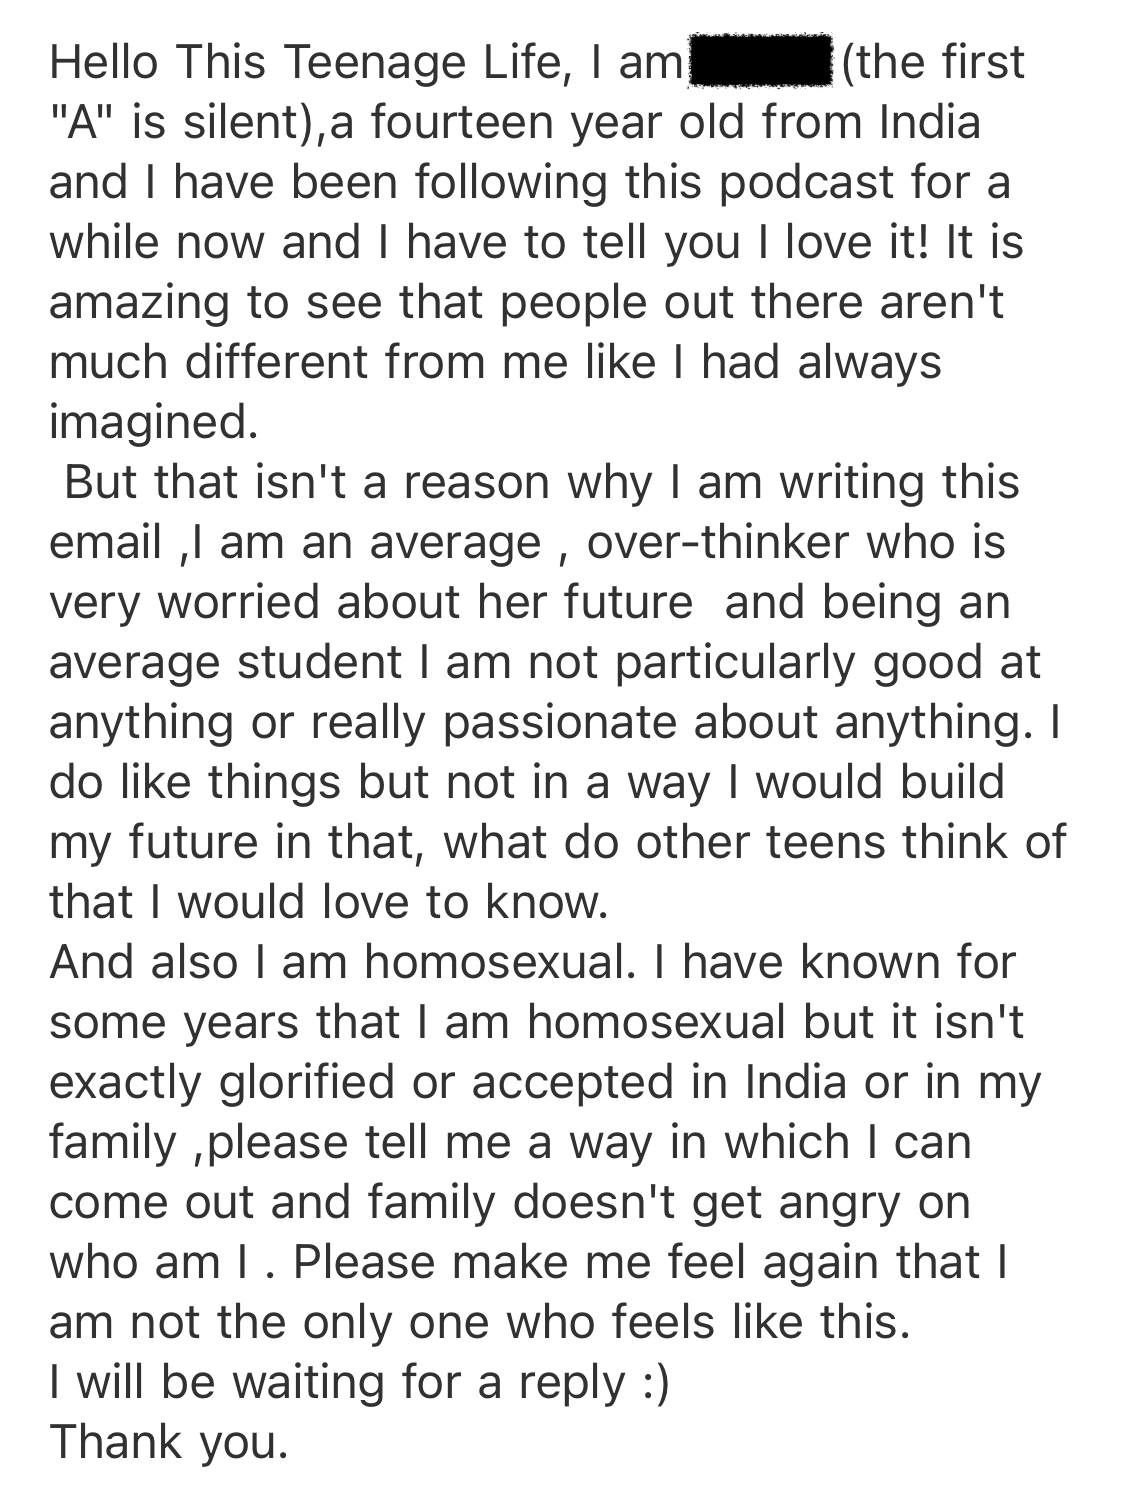 Hello This Teenage Life, I am (the first
"A" is silent),a fourteen year old from India
and I have been following this podcast for a
while now and I have to tell you I love it! It is
amazing to see that people out there aren't
much different from me like I had always
imagined.
But that isn't a reason why I am writing this
email ,I am an average , over-thinker who is
very worried about her future  and being an
average student I am not particularly good at
anything or really passionate about anything. I
do like things but not in a way I would build
my future in that, what do other teens think of
that I would love to know.
And also I am homosexual. I have known for
some years that I am homosexual but it isn't
exactly glorified or accepted in India or in my
family ,please tell me a way in which I can
come out and family doesn't get angry on
who am I . Please make me feel again that I
am not the only one who feels like this.
I will be waiting for a reply :)
Thank you.